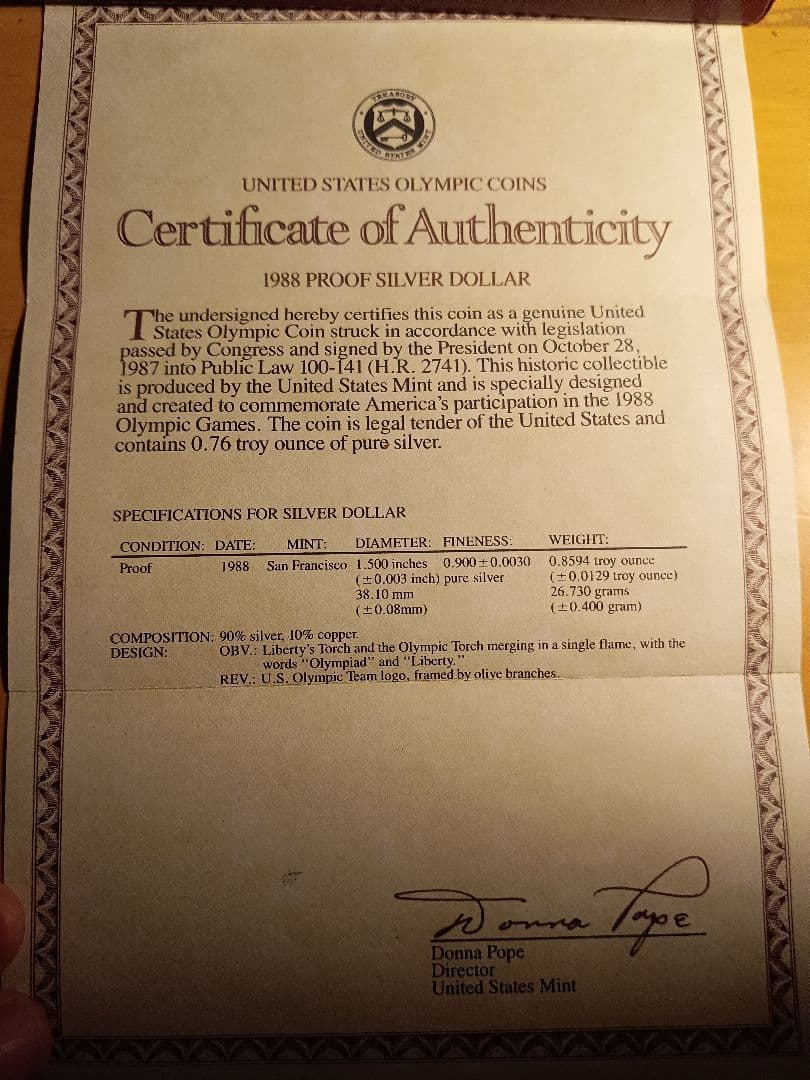 TREASURY
UNITED STATES MINT
UNITED STATES OLYMPIC COINS
Certificate of Authenticity
1988 PROOF SILVER DOLLAR
The undersigned hereby certifies this coin as a genuine United
States Olympic Coin struck in accordance with legislation
passed by Congress and signed by the President on October 28,
1987 into Public Law 100-141 (H.R. 2741). This historic collectible
is produced by the United States Mint and is specially designed
and created to commemorate America's participation in the 1988
Olympic Games. The coin is legal tender of the United States and
contains 0.76 troy ounce of pure silver.
SPECIFICATIONS FOR SILVER DOLLAR
CONDITION: DATE: MINT: DIAMETER: FINENESS: WEIGHT:
Proof 1988 San Francisco 1.500 inches 0.900±0.0030 0.8594 troy ounce
(±0.003 inch) pure silver (±0.0129 troy ounce)
38.10 mm 26.730 grams
(±0.08mm) (±0.400 gram)
COMPOSITION: 90% silver, 10% copper.
DESIGN: OBV.: Liberty's Torch and the Olympic Torch merging in a single flame, with the
words "Olympiad" and "Liberty."
REV.: U.S. Olympic Team logo, framed by olive branches.
Donna Pope
Donna Pope
Director
United States Mint